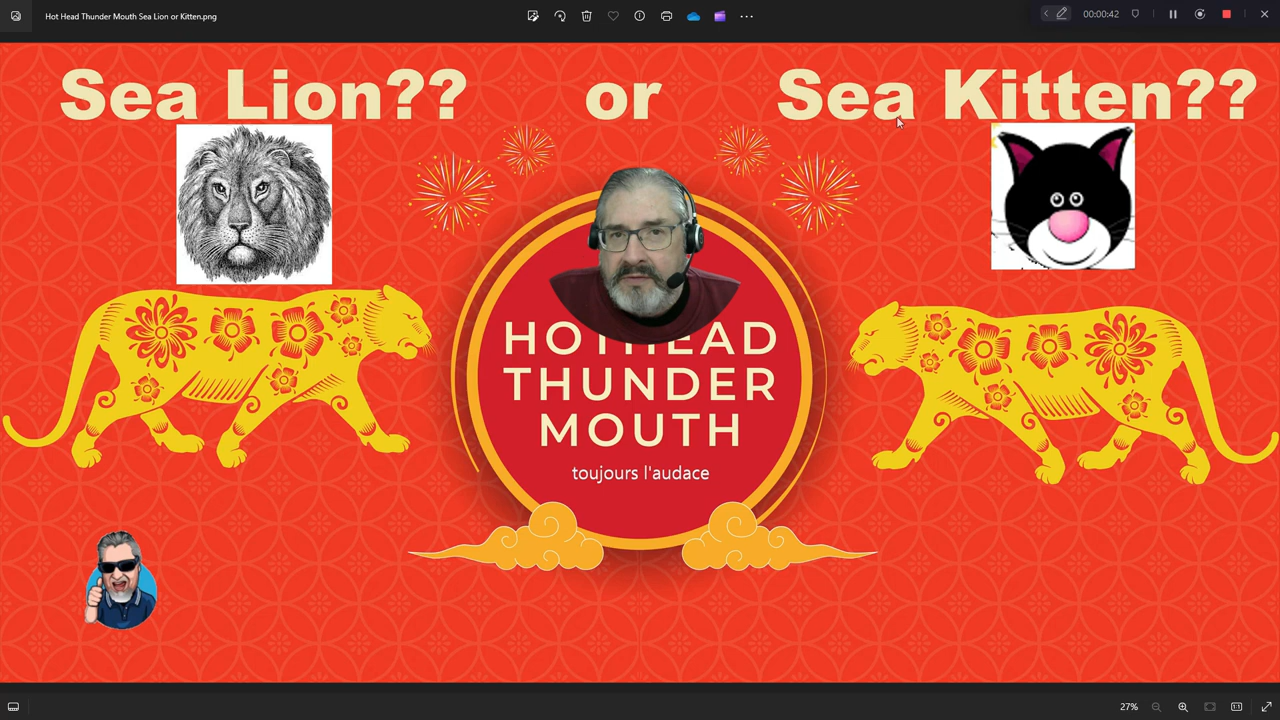 Hot Head Thunder Mouth Sea Lion or Kitten.png
00:00:42
Sea Lion?? or Sea Kitten??
HOTHEAD
THUNDER
MOUTH
toujours l'audace
27%